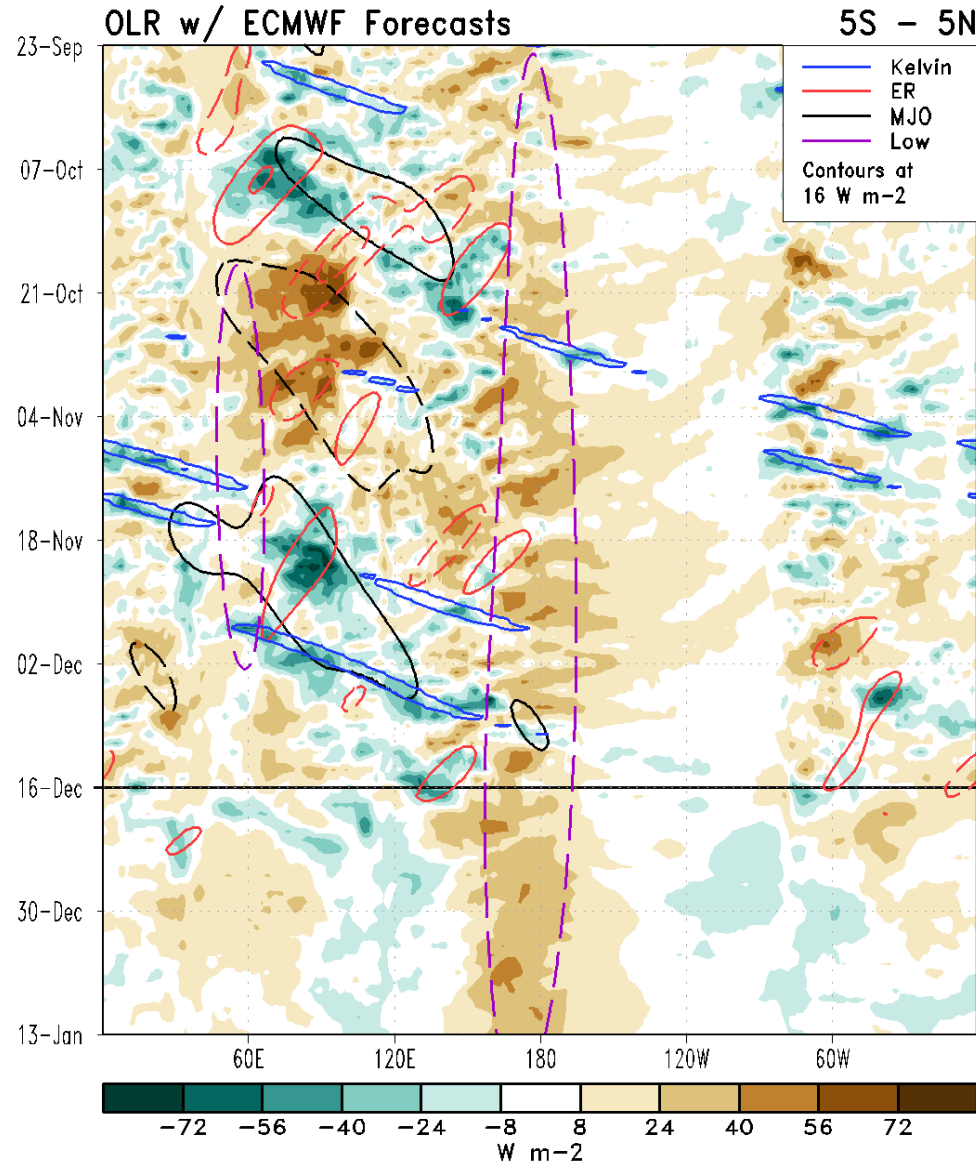 OLR w/ ECMWF Forecasts 5S - 5N
Kelvin
ER
MJO
Low
Contours at
16 W m-2
23-Sep
07-Oct
21-Oct
04-Nov
18-Nov
02-Dec
16-Dec
30-Dec
13-Jan
60E 120E 180 120W 60W
-72 -56 -40 -24 -8 8 24 40 56 72
W m-2